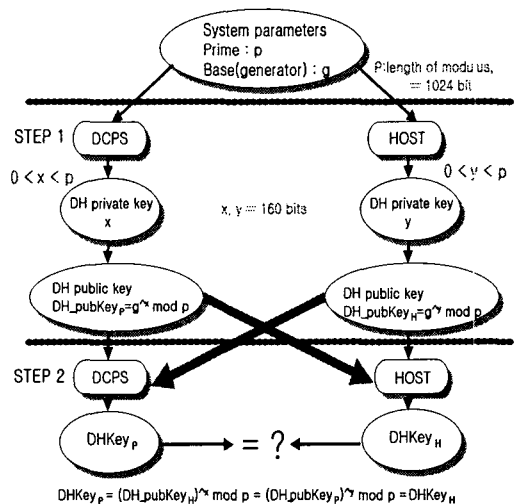 System parameters
Prime : p
Base(generator) : g
P:length of modulus,
= 1024 bit
STEP 1
DCPS
HOST
0 < x < p
0 < y < p
DH private key
x
x, y = 160 bits
DH private key
y
DH public key
DH_pubKeyP=g^x mod p
DH public key
DH_pubKeyH=g^y mod p
STEP 2
DCPS
HOST
DHKeyP
= ?
DHKeyH
DHKeyP = (DH_pubKeyH)^x mod p = (DH_pubKeyP)^y mod p = DHKeyH